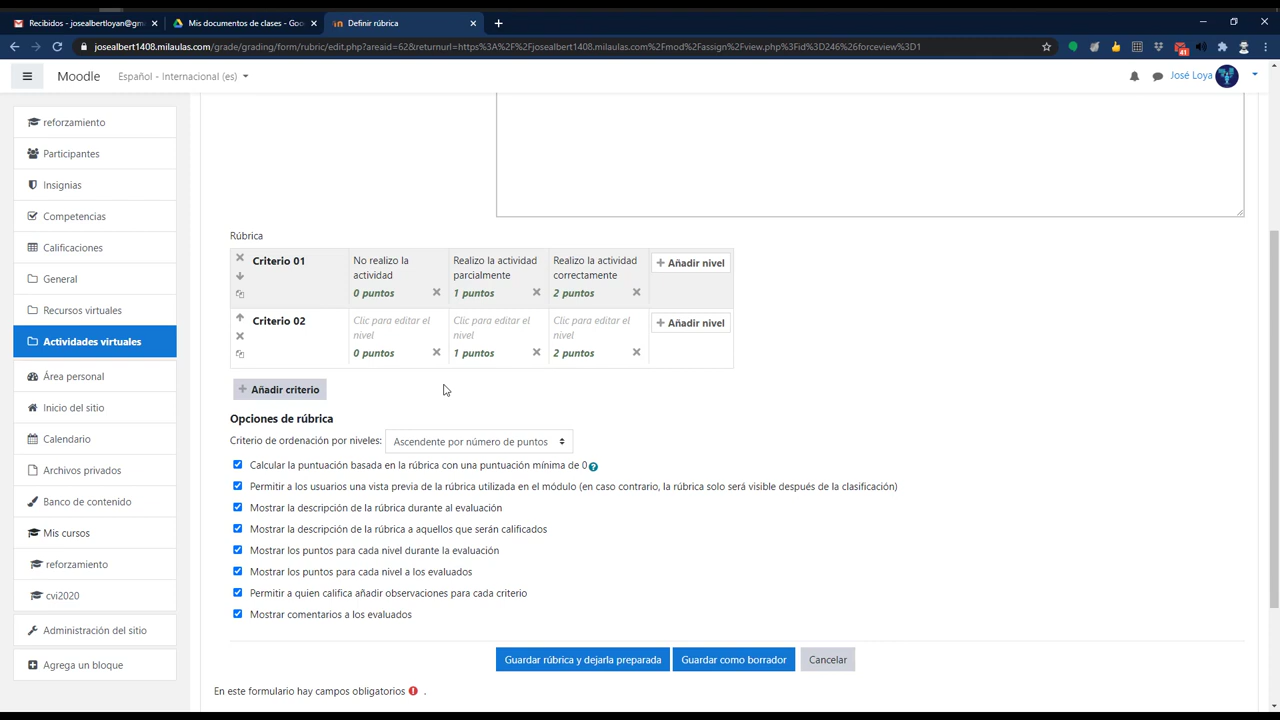 Recibidos - josealbertloyan@gm
Mis documentos de clases - Goo
Definir rúbrica
josealbert1408.milaulas.com/grade/grading/form/rubric/edit.php?areaid=62&returnurl=https%3A%2F%2Fjosealbert1408.milaulas.com%2Fmod%2Fassign%2Fview.php%3Fid%3D246%26forceview%3D1
41
Moodle
Español - Internacional (es)
José Loya
reforzamiento
Participantes
Insignias
Competencias
Calificaciones
General
Recursos virtuales
Actividades virtuales
Área personal
Inicio del sitio
Calendario
Archivos privados
Banco de contenido
Mis cursos
reforzamiento
cvi2020
Administración del sitio
Agrega un bloque
Rúbrica
Criterio 01
No realizo la
actividad
0 puntos
Realizo la actividad
parcialmente
1 puntos
Realizo la actividad
correctamente
2 puntos
+ Añadir nivel
Criterio 02
Clic para editar el
nivel
0 puntos
Clic para editar el
nivel
1 puntos
Clic para editar el
nivel
2 puntos
+ Añadir nivel
+ Añadir criterio
Opciones de rúbrica
Criterio de ordenación por niveles: Ascendente por número de puntos
Calcular la puntuación basada en la rúbrica con una puntuación mínima de 0
Permitir a los usuarios una vista previa de la rúbrica utilizada en el módulo (en caso contrario, la rúbrica solo será visible después de la clasificación)
Mostrar la descripción de la rúbrica durante al evaluación
Mostrar la descripción de la rúbrica a aquellos que serán calificados
Mostrar los puntos para cada nivel durante la evaluación
Mostrar los puntos para cada nivel a los evaluados
Permitir a quien califica añadir observaciones para cada criterio
Mostrar comentarios a los evaluados
Guardar rúbrica y dejarla preparada
Guardar como borrador
Cancelar
En este formulario hay campos obligatorios .